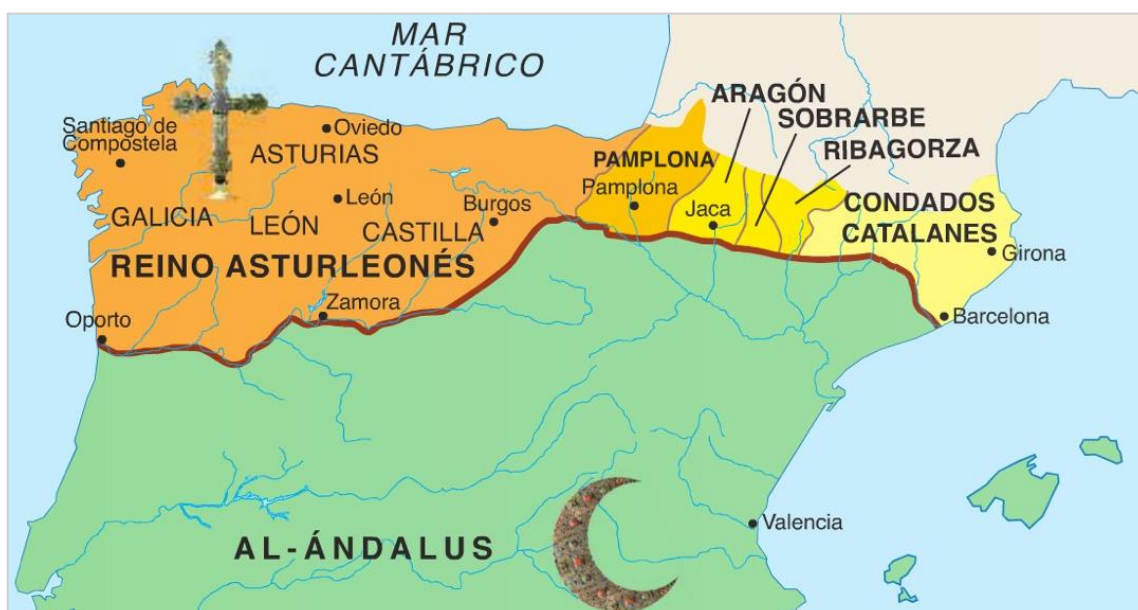 MAR
CANTÁBRICO
ARAGÓN
SOBRARBE
RIBAGORZA
Santiago de
Compostela
Oviedo
ASTURIAS
PAMPLONA
Pamplona
León
Burgos
Jaca
GALICIA
LEÓN
CASTILLA
CONDADOS
CATALANES
Girona
REINO ASTURLEONÉS
Zamora
Oporto
Barcelona
Valencia
AL-ÁNDALUS